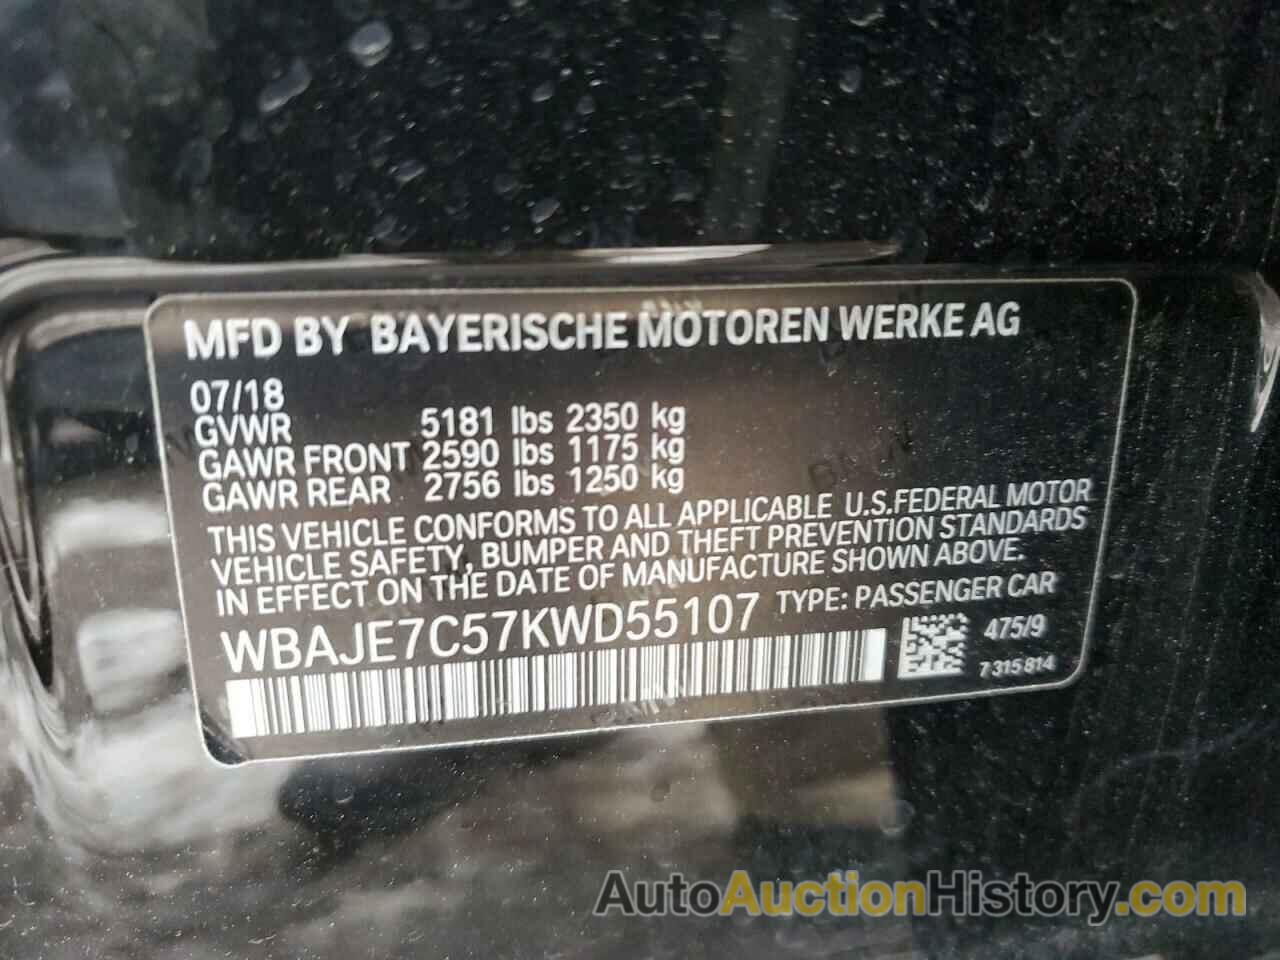 MFD BY BAYERISCHE MOTOREN WERKE AG
07/18
GVWR 5181 lbs 2350 kg
GAWR FRONT 2590 lbs 1175 kg
GAWR REAR 2756 lbs 1250 kg
THIS VEHICLE CONFORMS TO ALL APPLICABLE U.S.FEDERAL MOTOR
VEHICLE SAFETY, BUMPER AND THEFT PREVENTION STANDARDS
IN EFFECT ON THE DATE OF MANUFACTURE SHOWN ABOVE.
WBAJE7C57KWD55107 TYPE: PASSENGER CAR
475/9
7 315 814
AutoAuctionHistory.com